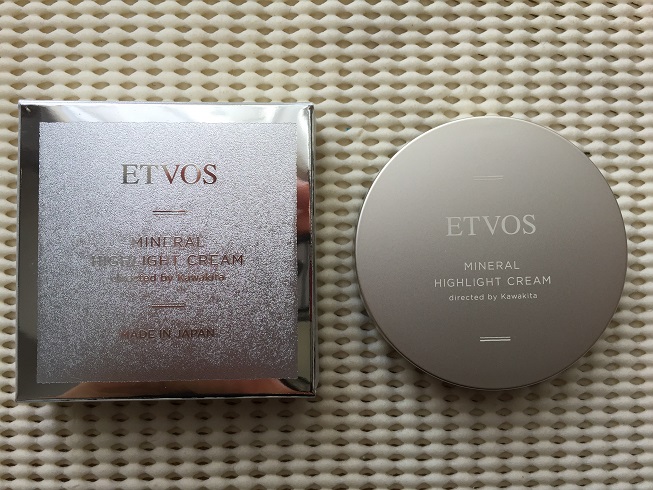 ETVOS
MINERAL
HIGHLIGHT CREAM
directed by Kawakita
MADE IN JAPAN.
ETVOS
MINERAL
HIGHLIGHT CREAM
directed by Kawakita